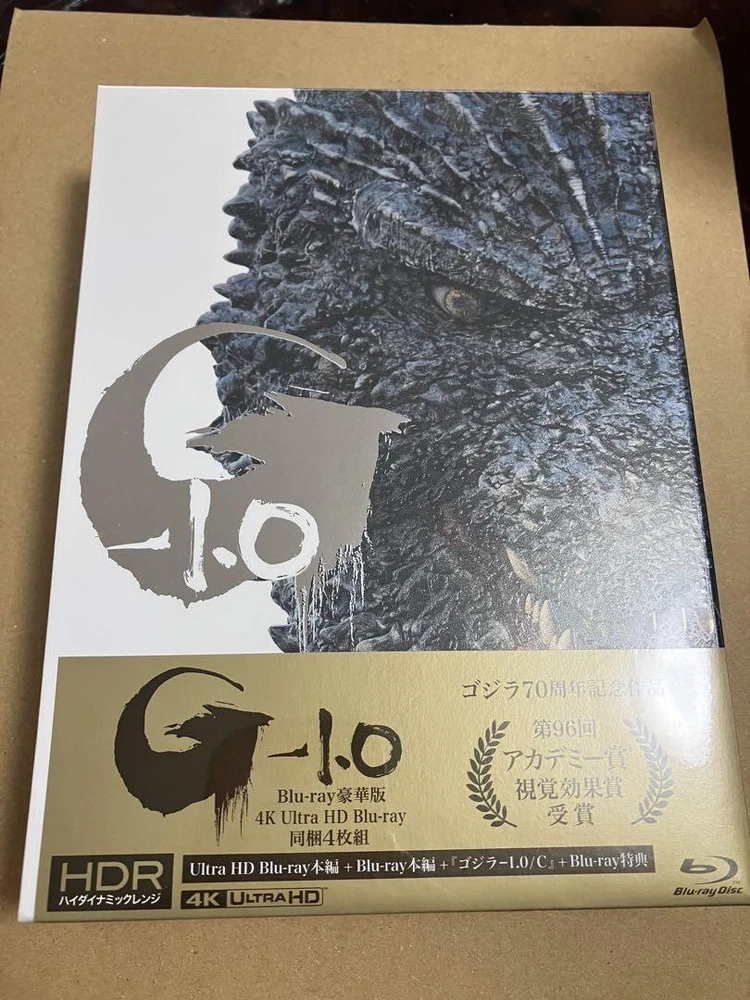 G
-1.0
ゴジラ70周年記念作品
G-1.0
Blu-ray豪華版
4K Ultra HD Blu-ray
同梱4枚組
第96回
アカデミー賞
視覚効果賞
受賞
HDR
ハイダイナミックレンジ
Ultra HD Blu-ray本編+Blu-ray本編+『ゴジラ-1.0/C』+Blu-ray特典
4K ULTRA HD
Blu-ray Disc